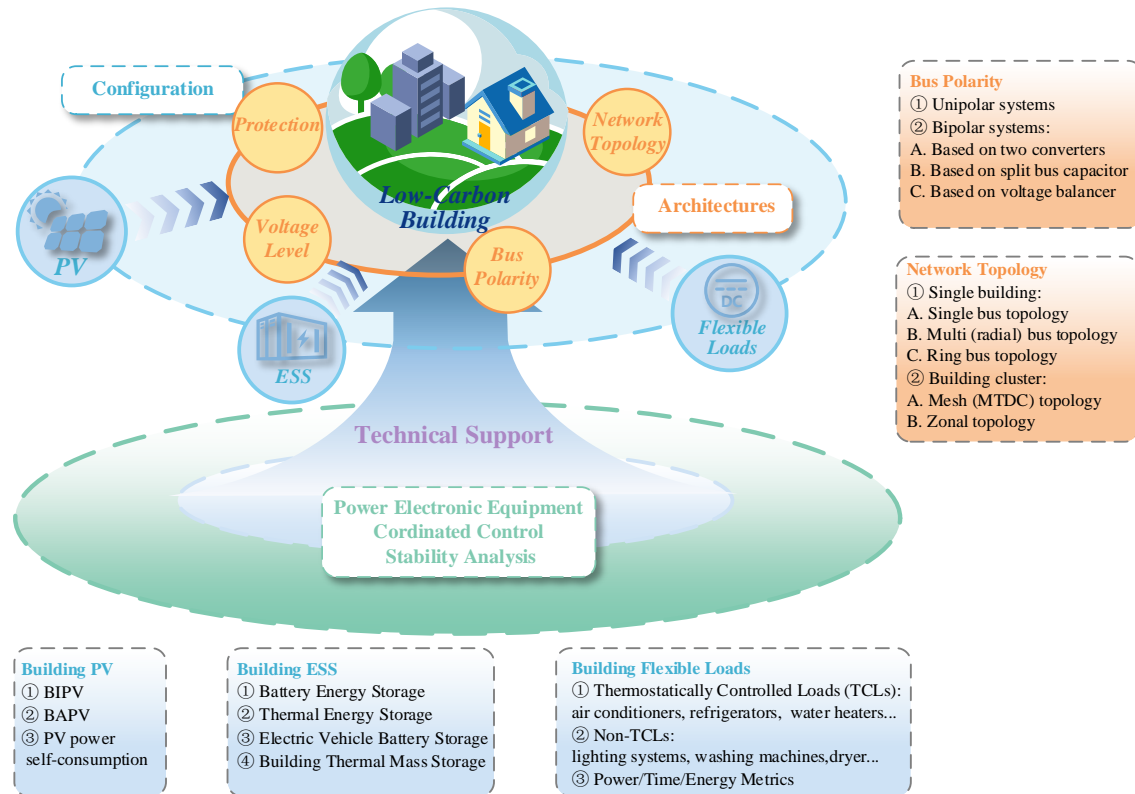 Configuration
Protection
Network
Topology
Low-Carbon
Building
Architectures
Voltage
Level
Bus
Polarity
PV
ESS
DC
Flexible
Loads
Technical Support
Power Electronic Equipment
Cordinated Control
Stability Analysis
Bus Polarity
① Unipolar systems
② Bipolar systems:
A. Based on two converters
B. Based on split bus capacitor
C. Based on voltage balancer
Network Topology
① Single building:
A. Single bus topology
B. Multi (radial) bus topology
C. Ring bus topology
② Building cluster:
A. Mesh (MTDC) topology
B. Zonal topology
Building PV
① BIPV
② BAPV
③ PV power
self-consumption
Building ESS
① Battery Energy Storage
② Thermal Energy Storage
③ Electric Vehicle Battery Storage
④ Building Thermal Mass Storage
Building Flexible Loads
① Thermostatically Controlled Loads (TCLs):
air conditioners, refrigerators, water heaters...
② Non-TCLs:
lighting systems, washing machines,dryer...
③ Power/Time/Energy Metrics